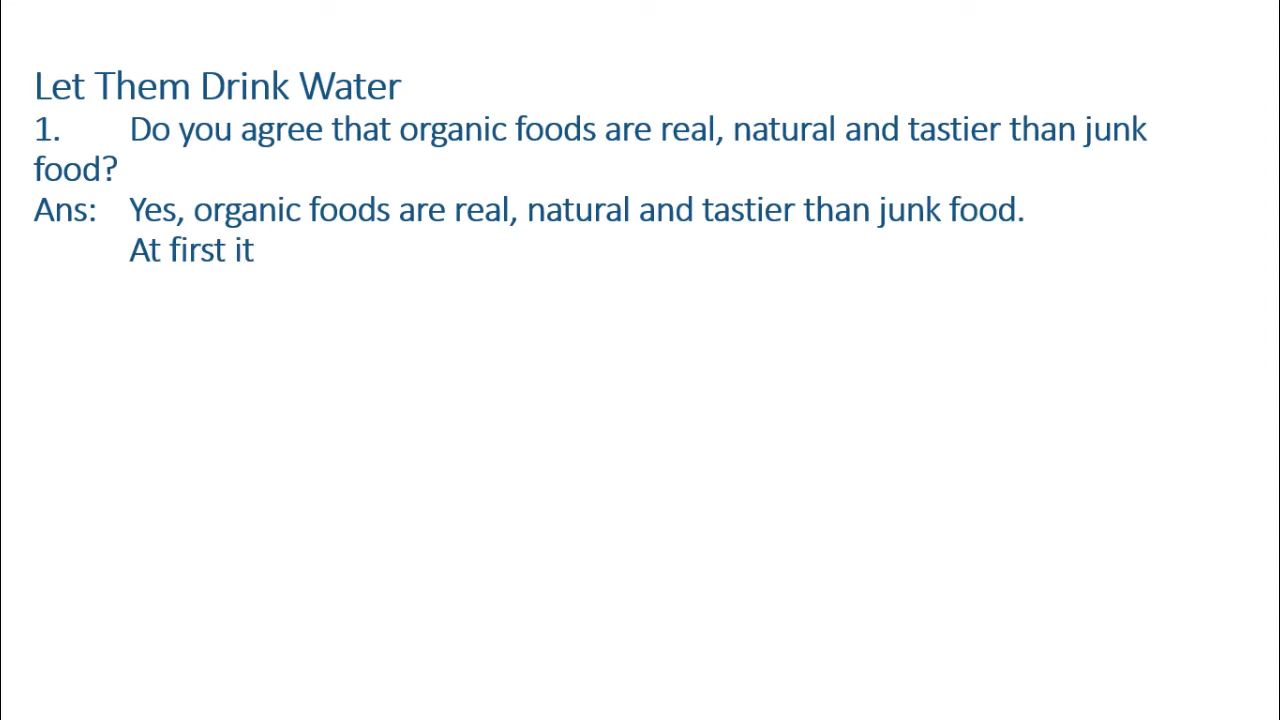 Let Them Drink Water
1. Do you agree that organic foods are real, natural and tastier than junk
food?
Ans: Yes, organic foods are real, natural and tastier than junk food.
At first it